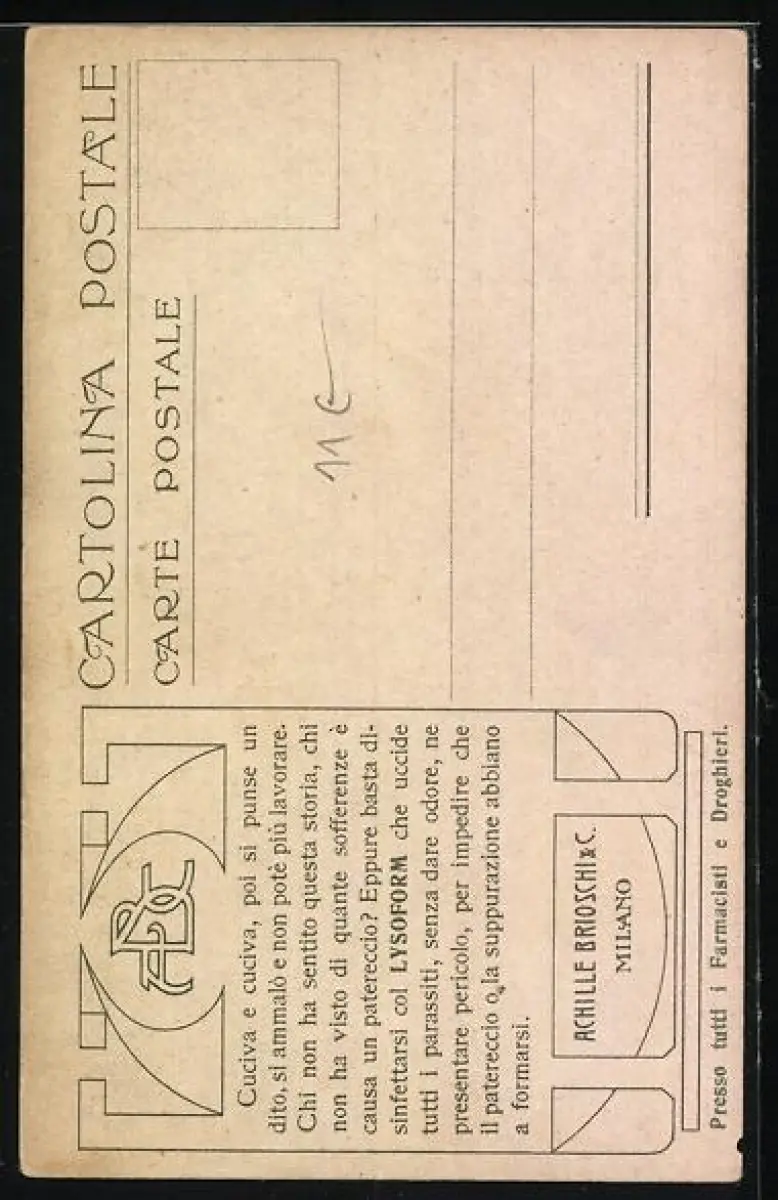 CARTOLINA POSTALE
CARTE POSTALE
11 €
ABC
Cuciva e cuciva, poi si punse un
dito, si ammalò e non potè più lavorare.
Chi non ha sentito questa storia, chi
non ha visto di quante sofferenze è
causa un patereccio? Eppure basta di-
sinfettarsi col LYSOFORM che uccide
tutti i parassiti, senza dare odore, ne
presentare pericolo, per impedire che
il patereccio o la suppurazione abbiano
a formarsi.
ACHILLE BRIOSCHI & C.
MILANO
Presso tutti i Farmacisti e Droghieri.